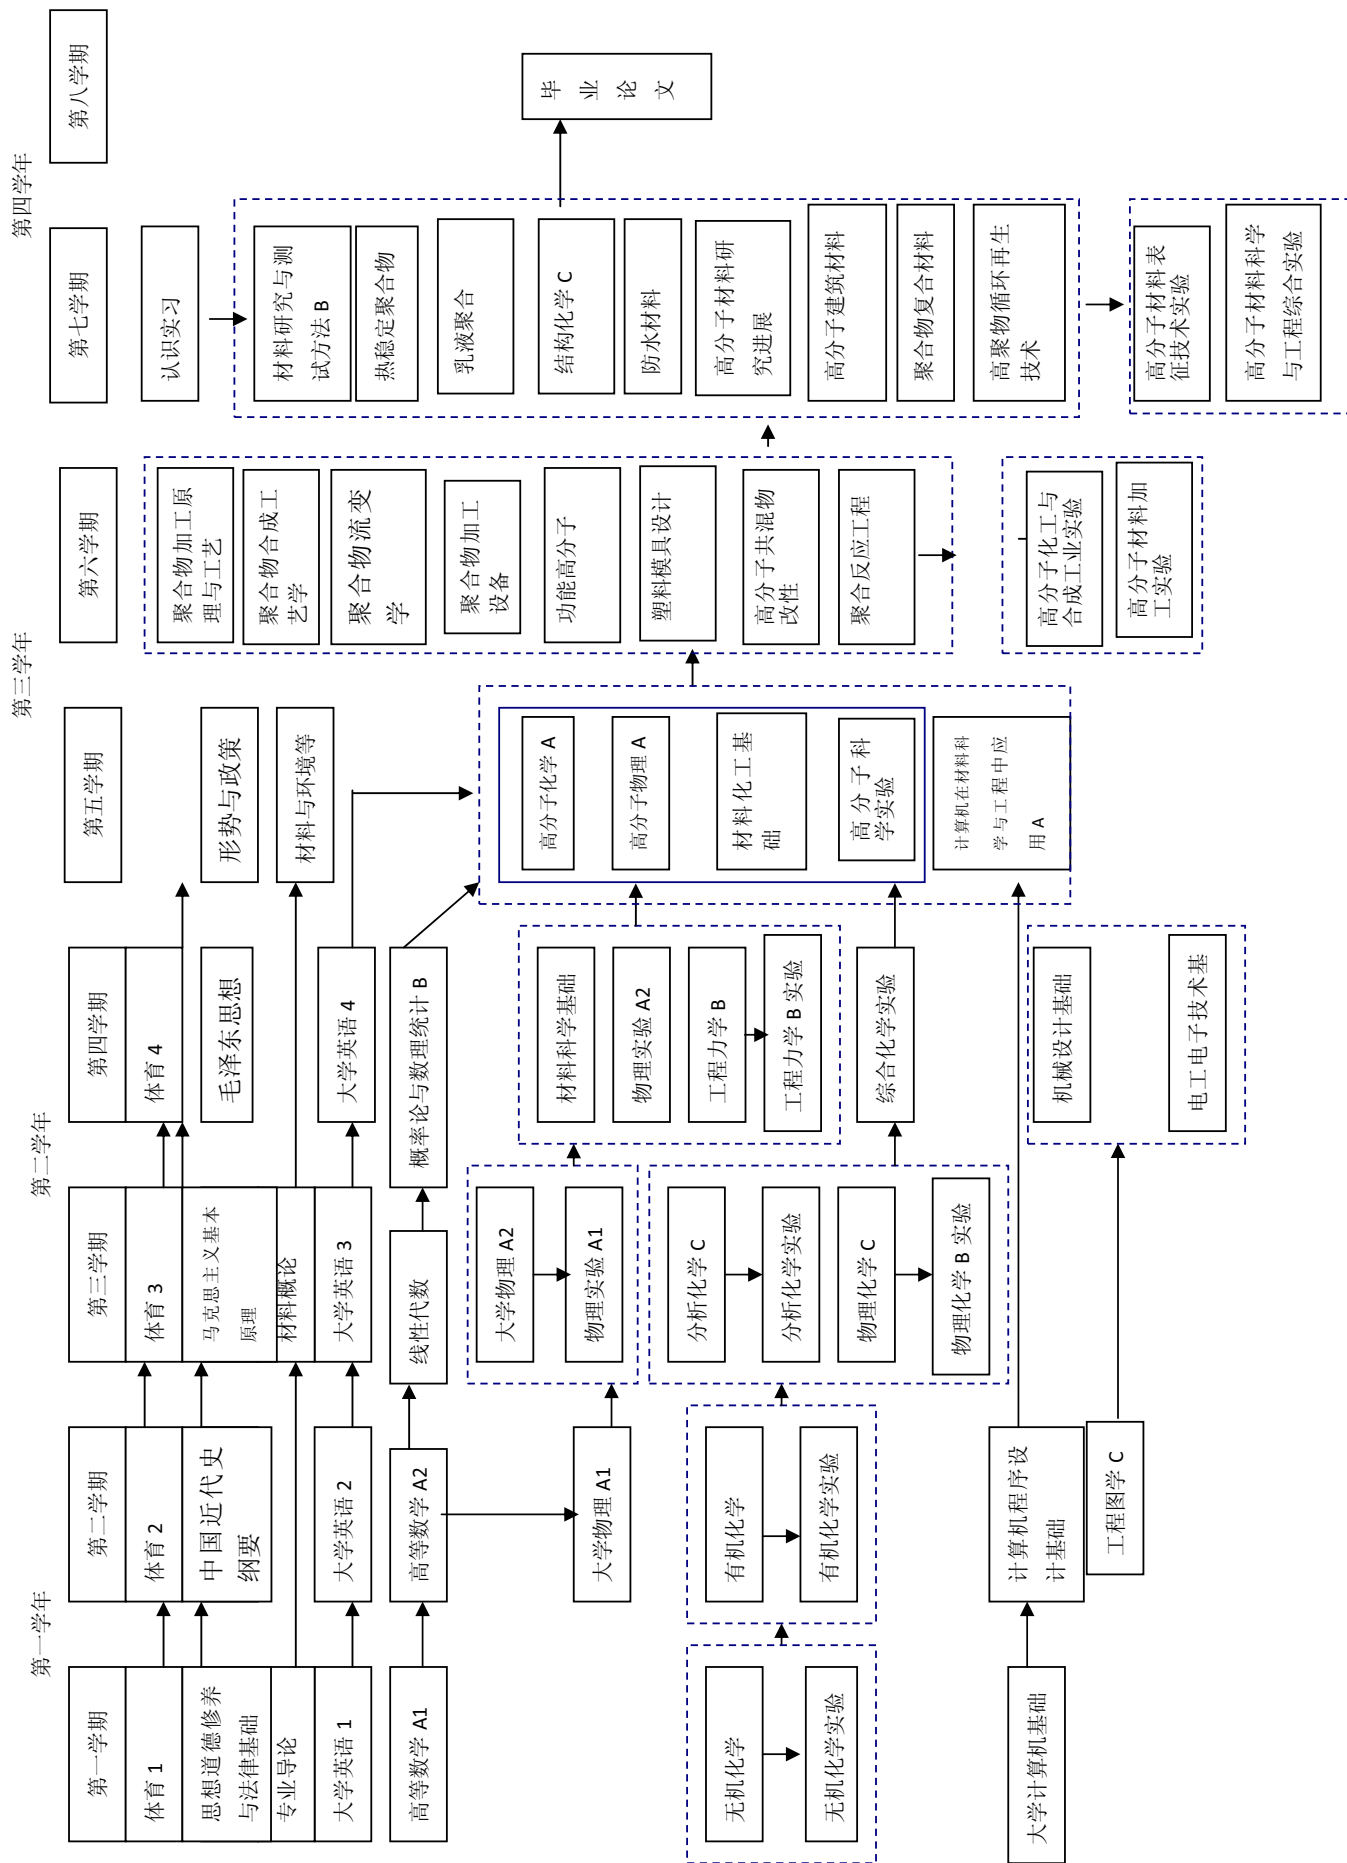 第一学年
第二学年
第三学年
第四学年
第一学期
第二学期
第三学期
第四学期
第五学期
第六学期
第七学期
第八学期
体育 1
思想道德修养
与法律基础
专业导论
大学英语 1
高等数学 A1
无机化学
无机化学实验
大学计算机基础
体育 2
中国近代史
纲要
大学英语 2
高等数学 A2
大学物理 A1
有机化学
有机化学实验
计算机程序设
计基础
工程图学 C
体育 3
马克思主义基本
原理
材料概论
大学英语 3
线性代数
大学物理 A2
物理实验 A1
分析化学 C
分析化学实验
物理化学 C
物理化学 B 实验
体育 4
毛泽东思想
大学英语 4
概率论与数理统计 B
材料科学基础
物理实验 A2
工程力学 B
工程力学 B 实验
综合化学实验
机械设计基础
电工电子技术基
形势与政策
材料与环境等
高分子化学 A
高分子物理 A
材料化工基
础
高分子科
学实验
计算机在材料科
学与工程中应
用 A
聚合物加工原
理与工艺
聚合物合成工
艺学
聚合物流变
学
聚合物加工
设备
功能高分子
塑料模具设计
高分子共混物
改性
聚合反应工程
高分子化工与
合成工业实验
高分子材料加
工实验
认识实习
材料研究与测
试方法 B
热稳定聚合物
乳液聚合
结构化学 C
防水材料
高分子材料研
究进展
高分子建筑材料
聚合物复合材料
高聚物循环再生
技术
高分子材料表
征技术实验
高分子材料科学
与工程综合实验
毕 业 论 文